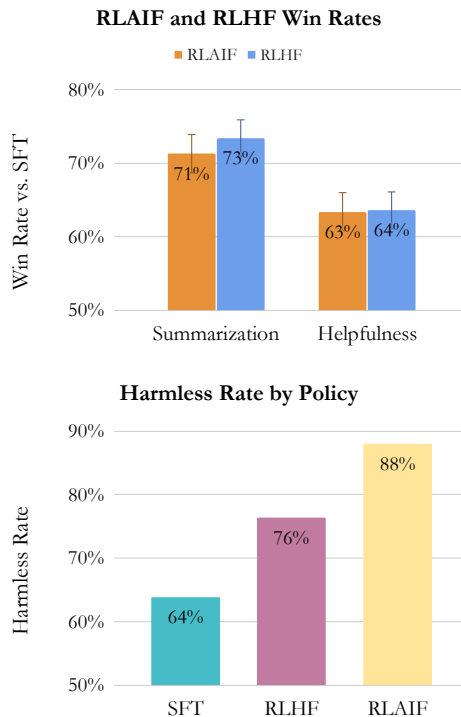 RLAIF and RLHF Win Rates
RLAIF RLHF
Win Rate vs. SFT
80%
70%
60%
50%
71%
73%
63%
64%
Summarization Helpfulness
Harmless Rate by Policy
Harmless Rate
90%
80%
70%
60%
50%
64%
76%
88%
SFT RLHF RLAIF